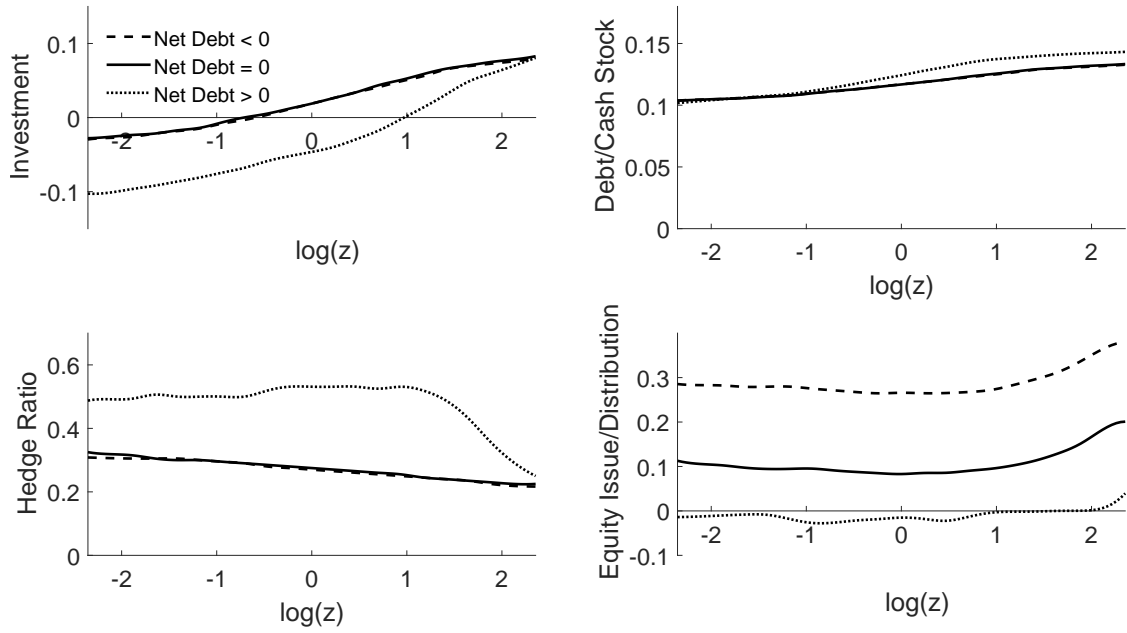 Investment
0.1
0
-0.1
-2 -1 0 1 2
log(z)
Net Debt < 0
Net Debt = 0
Net Debt > 0
Debt/Cash Stock
0.15
0.1
0.05
0
-2 -1 0 1 2
log(z)
Hedge Ratio
0.6
0.4
0.2
0
-2 -1 0 1 2
log(z)
Equity Issue/Distribution
0.3
0.2
0.1
0
-0.1
-2 -1 0 1 2
log(z)